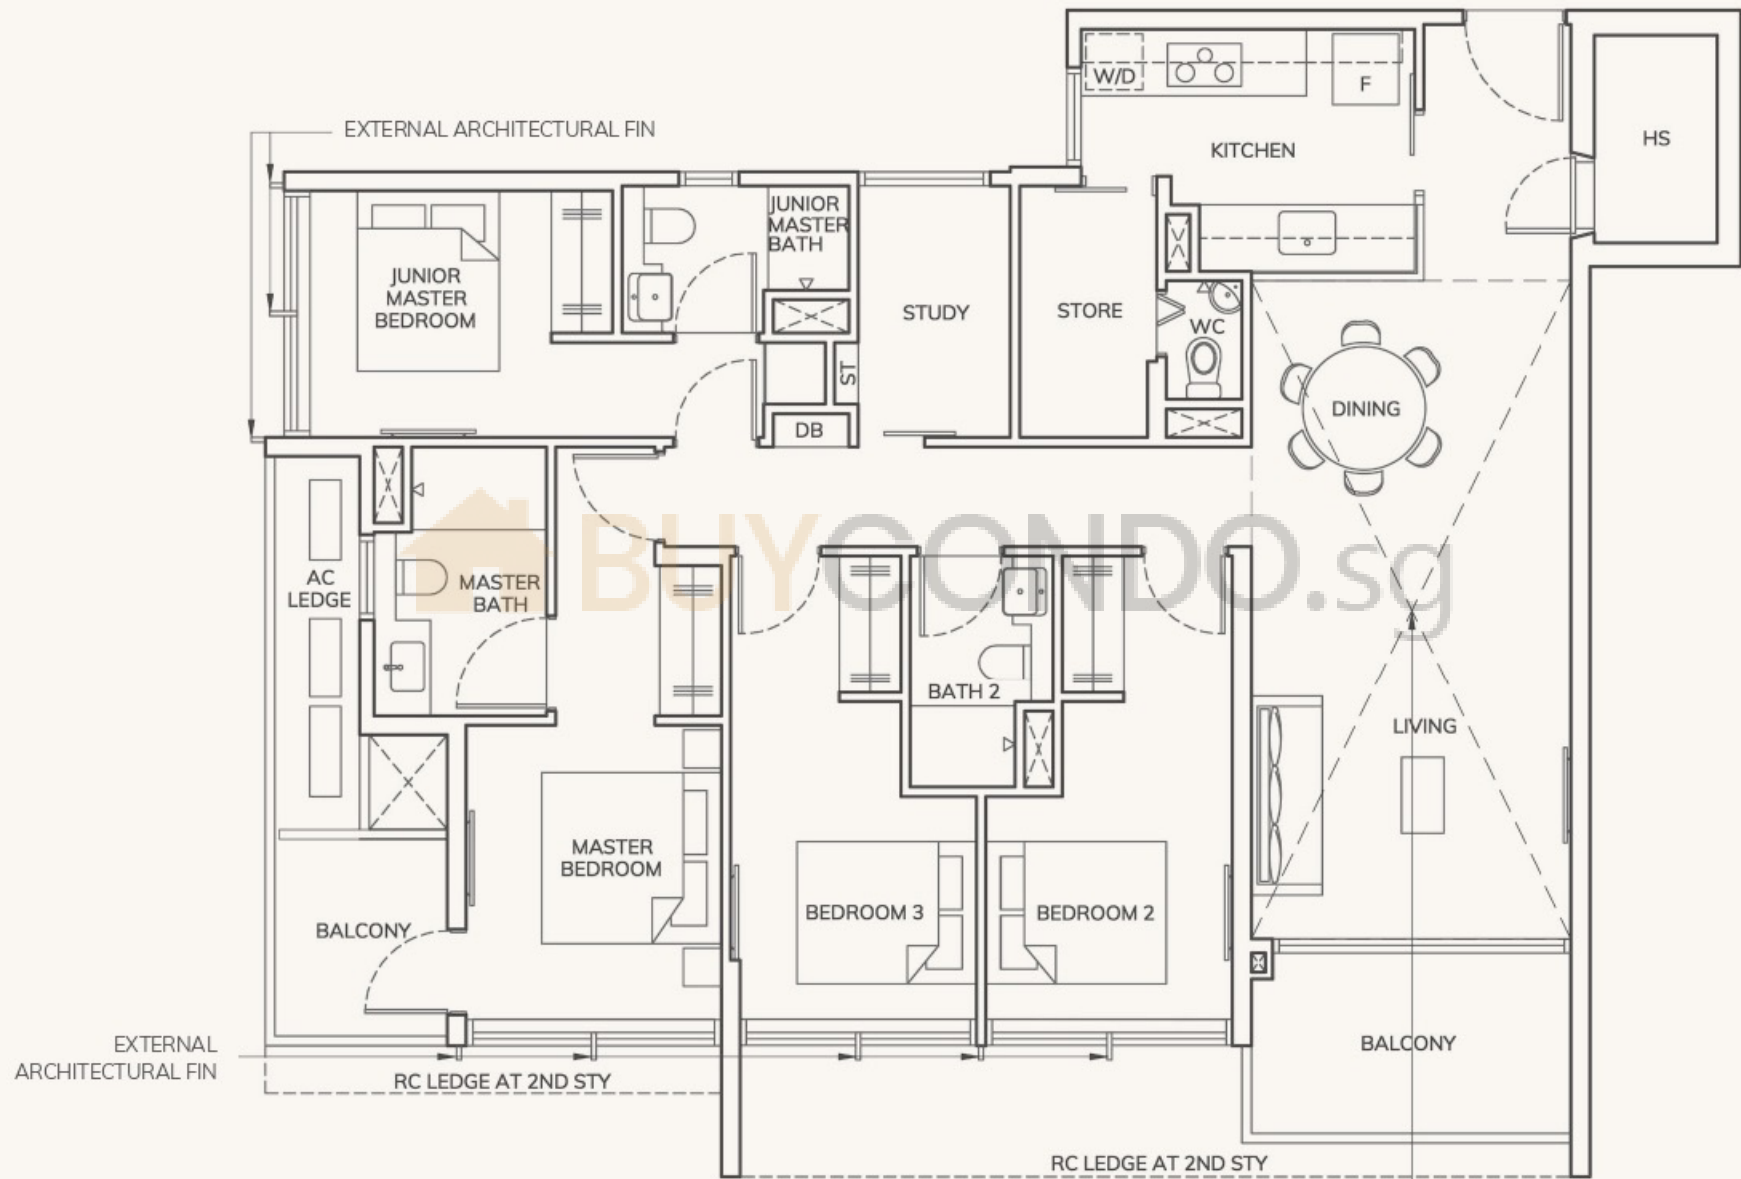 W/D
F
KITCHEN
HS
EXTERNAL ARCHITECTURAL FIN
JUNIOR
MASTER
BEDROOM
JUNIOR
MASTER
BATH
STUDY
STORE
WC
DINING
ST
DB
AC
LEDGE
MASTER
BATH
BUYCONDO.sg
BATH 2
LIVING
MASTER
BEDROOM
BEDROOM 3
BEDROOM 2
BALCONY
BALCONY
EXTERNAL
ARCHITECTURAL FIN
RC LEDGE AT 2ND STY
RC LEDGE AT 2ND STY